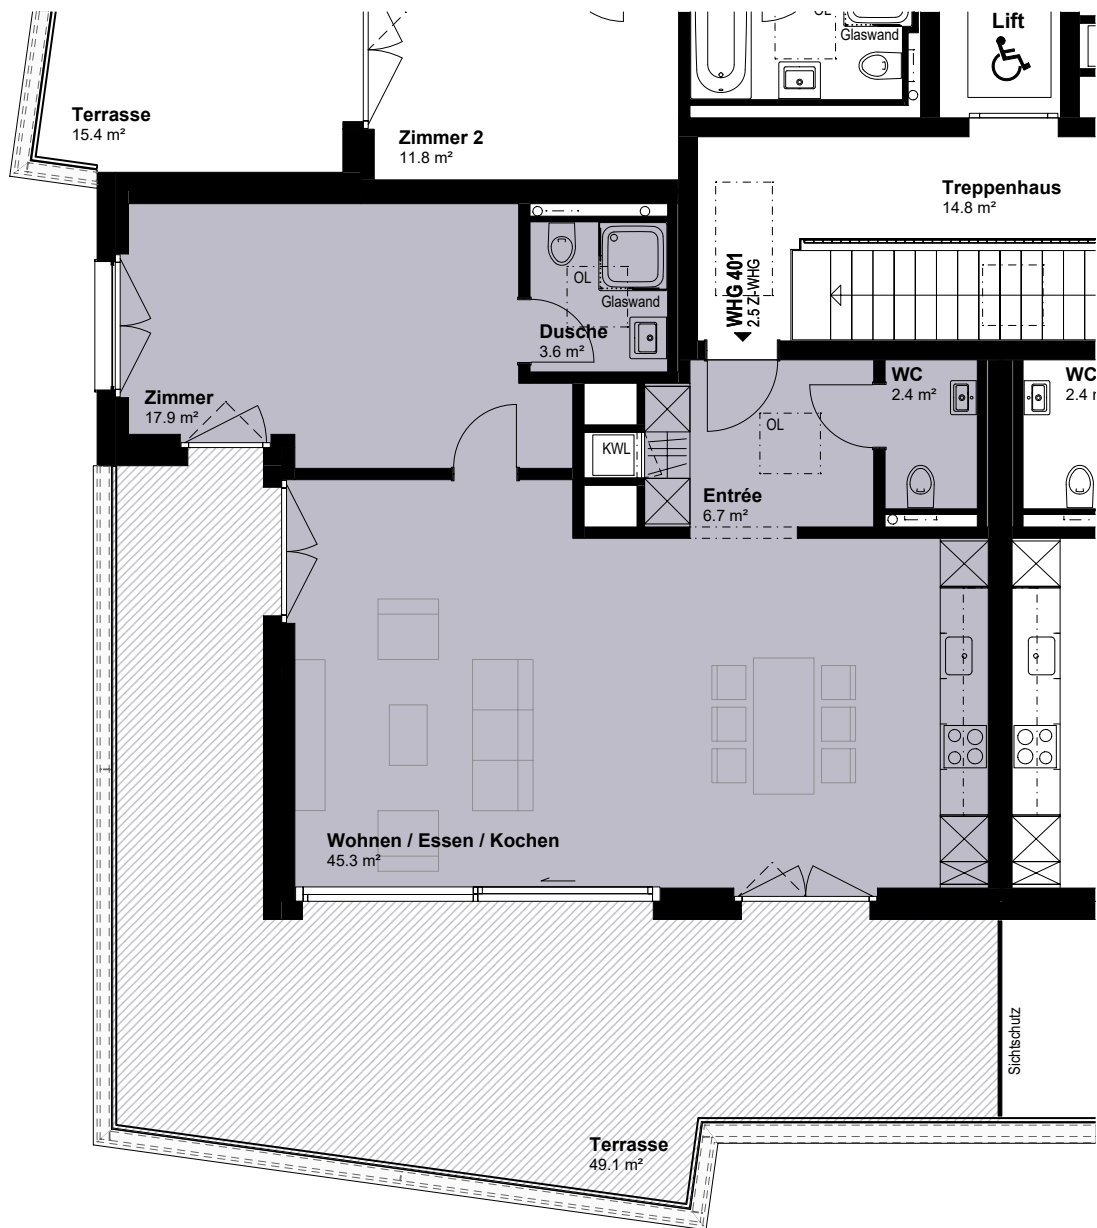 Lift
OL
Glaswand
Terrasse
15.4 m²
Zimmer 2
11.8 m²
Treppenhaus
14.8 m²
WHG 401
2.5 ZI-WHG
OL
Glaswand
Dusche
3.6 m²
Zimmer
17.9 m²
WC
2.4 m²
WC
2.4
OL
KWL
Entrée
6.7 m²
Wohnen / Essen / Kochen
45.3 m²
Sichtschutz
Terrasse
49.1 m²